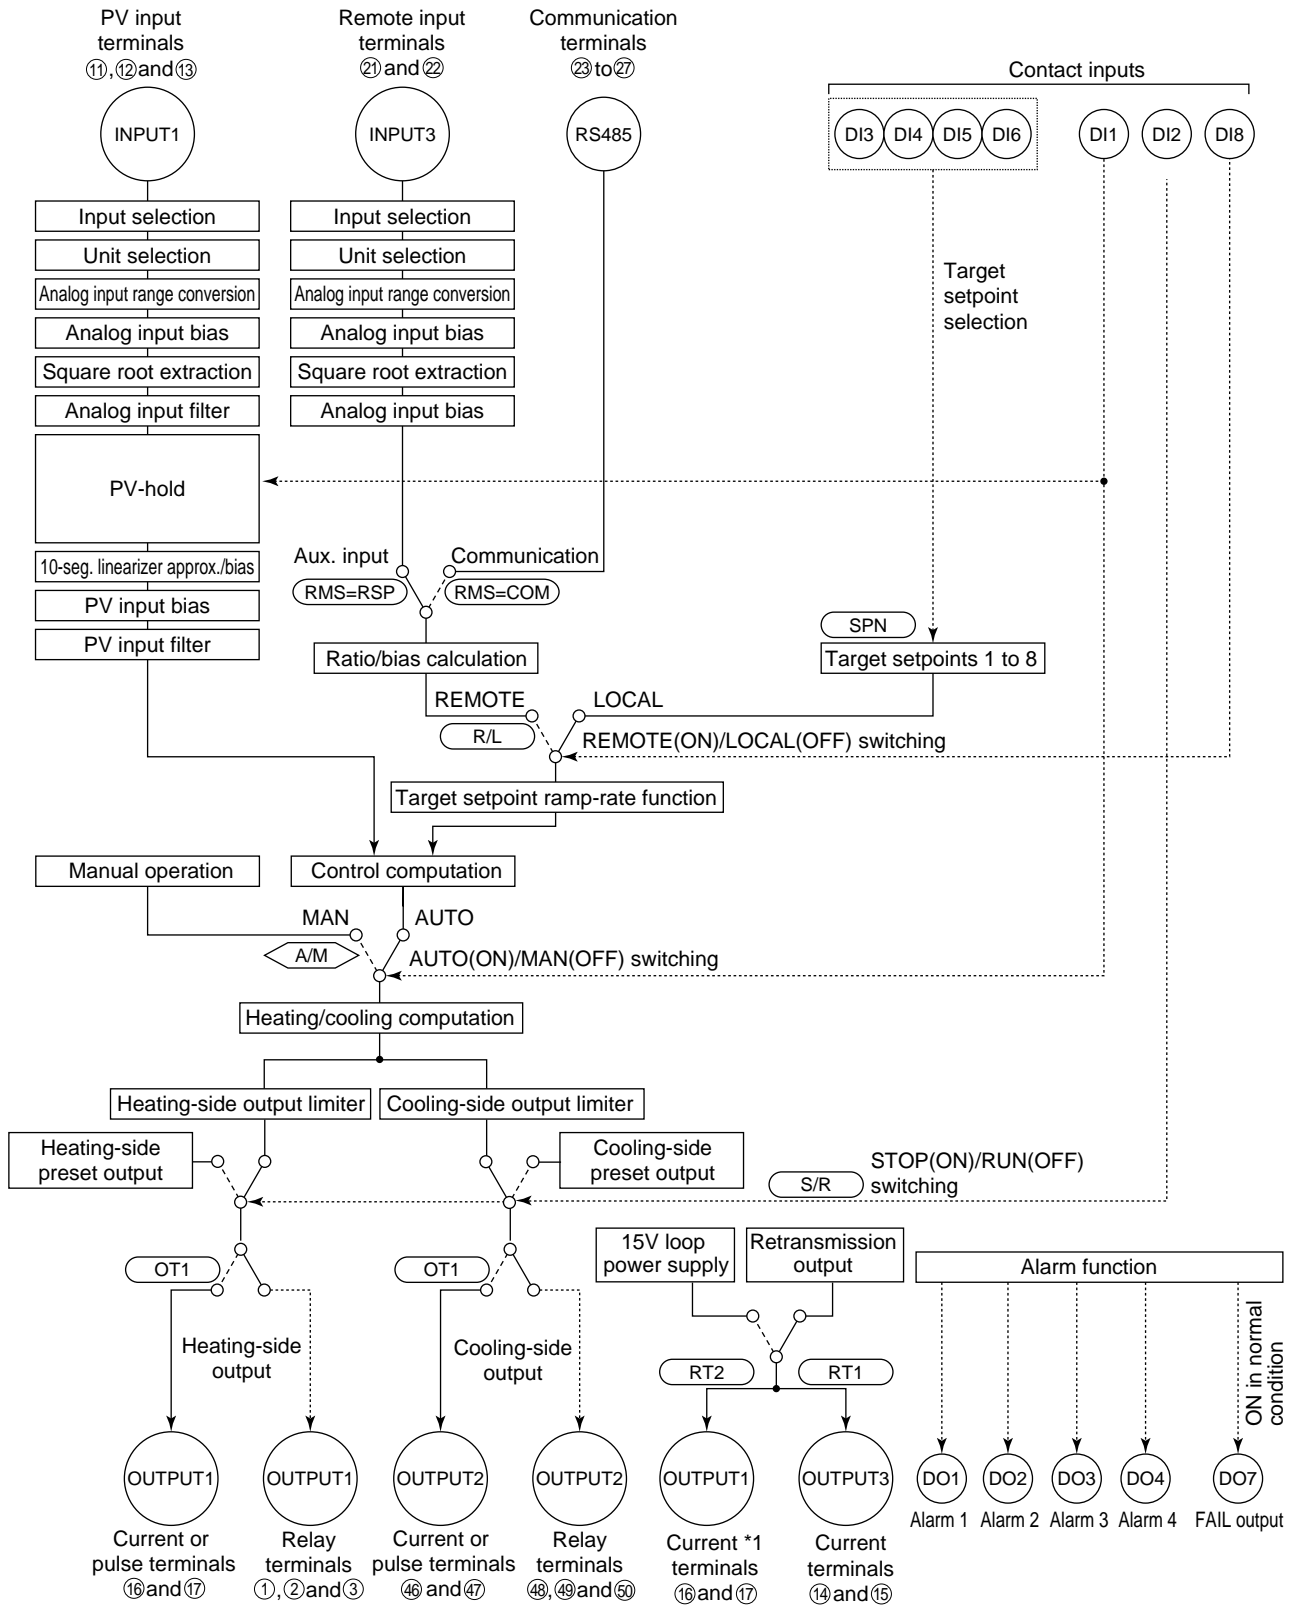 PV input
terminals
⑪,⑫and⑬
Remote input
terminals
㉑and㉒
Communication
terminals
㉓to㉗
Contact inputs
INPUT1
INPUT3
RS485
DI3
DI4
DI5
DI6
DI1
DI2
DI8
Input selection
Unit selection
Analog input range conversion
Analog input bias
Square root extraction
Analog input filter
PV-hold
10-seg. linearizer approx./bias
PV input bias
PV input filter
Input selection
Unit selection
Analog input range conversion
Analog input bias
Square root extraction
Analog input bias
Target
setpoint
selection
Aux. input
Communication
RMS=RSP
RMS=COM
SPN
Ratio/bias calculation
Target setpoints 1 to 8
REMOTE
LOCAL
R/L
REMOTE(ON)/LOCAL(OFF) switching
Target setpoint ramp-rate function
Manual operation
Control computation
MAN
AUTO
A/M
AUTO(ON)/MAN(OFF) switching
Heating/cooling computation
Heating-side output limiter
Cooling-side output limiter
Heating-side
preset output
Cooling-side
preset output
STOP(ON)/RUN(OFF)
switching
S/R
OT1
OT1
15V loop
power supply
Retransmission
output
Alarm function
Heating-side
output
Cooling-side
output
RT2
RT1
ON in normal
condition
OUTPUT1
OUTPUT1
OUTPUT2
OUTPUT2
OUTPUT1
OUTPUT3
DO1
DO2
DO3
DO4
DO7
Alarm 1
Alarm 2
Alarm 3
Alarm 4
FAIL output
Current or
pulse terminals
⑯and⑰
Relay
terminals
①,②and③
Current or
pulse terminals
㊻ and㊼
Relay
terminals
㊽,㊾and㊿
Current *1
terminals
⑯and⑰
Current
terminals
⑭and⑮